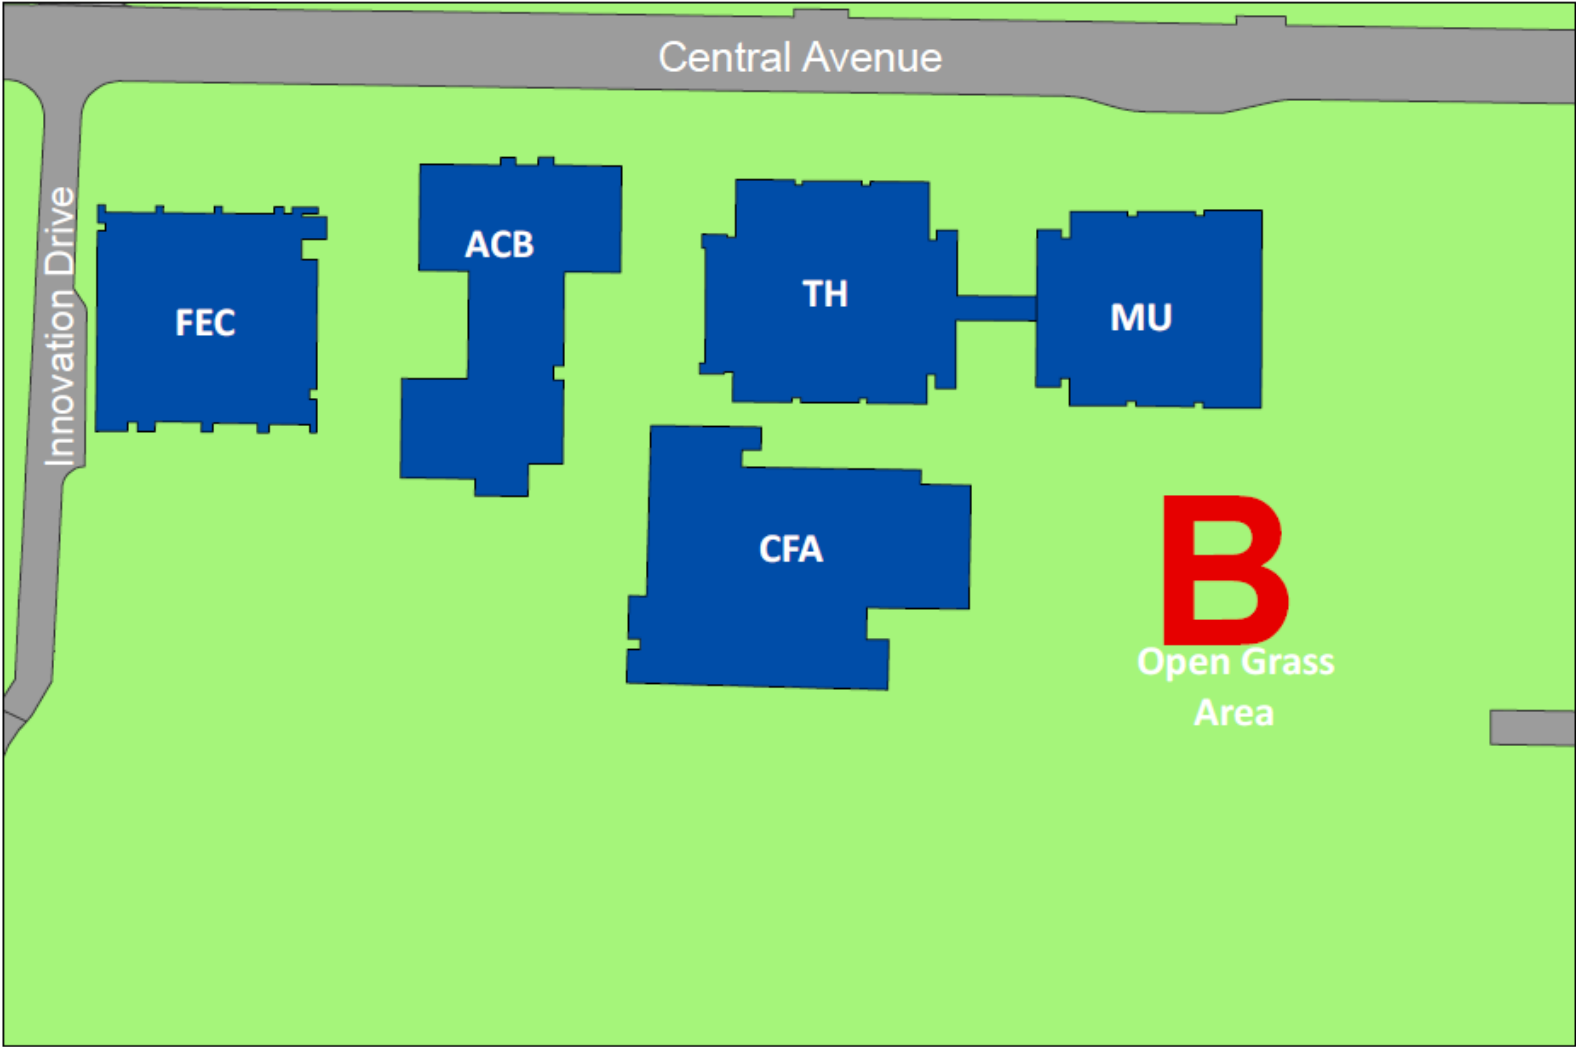 Central Avenue
Innovation Drive
FEC
ACB
TH
MU
CFA
B
Open Grass
Area